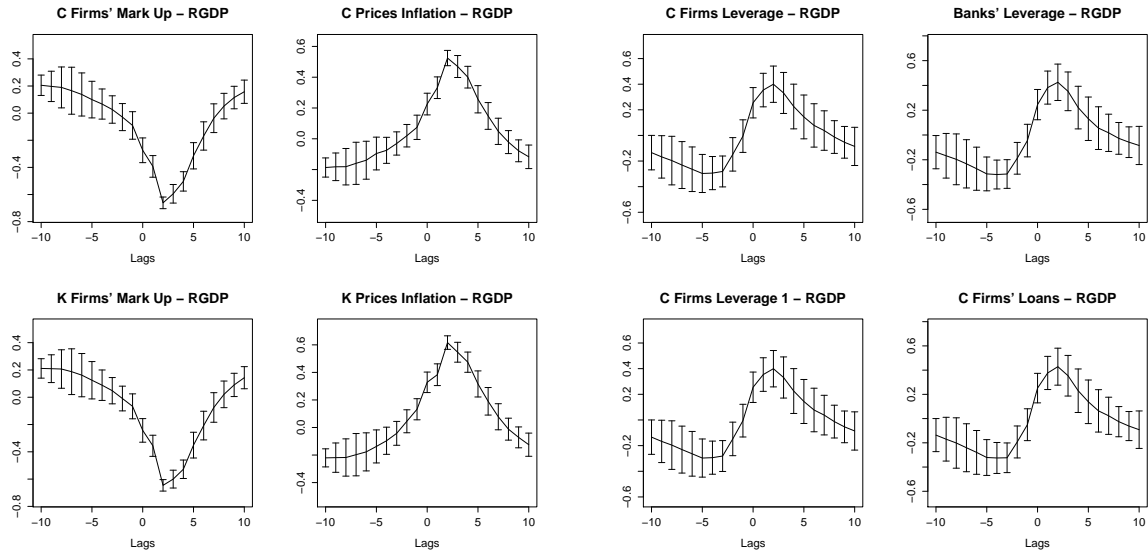 C Firms’ Mark Up − RGDP
0.4
0.2
0.0
−0.4
−0.8
−10 −5 0 5 10
Lags
C Prices Inflation − RGDP
0.6
0.4
0.2
0.0
−0.4
−10 −5 0 5 10
Lags
C Firms Leverage − RGDP
0.6
0.2
−0.2
−0.6
−10 −5 0 5 10
Lags
Banks’ Leverage − RGDP
0.6
0.2
−0.2
−0.6
−10 −5 0 5 10
Lags
K Firms’ Mark Up − RGDP
0.4
0.2
0.0
−0.4
−0.8
−10 −5 0 5 10
Lags
K Prices Inflation − RGDP
0.6
0.4
0.2
0.0
−0.4
−10 −5 0 5 10
Lags
C Firms Leverage 1 − RGDP
0.6
0.2
−0.2
−0.6
−10 −5 0 5 10
Lags
C Firms’ Loans − RGDP
0.6
0.2
−0.2
−0.6
−10 −5 0 5 10
Lags